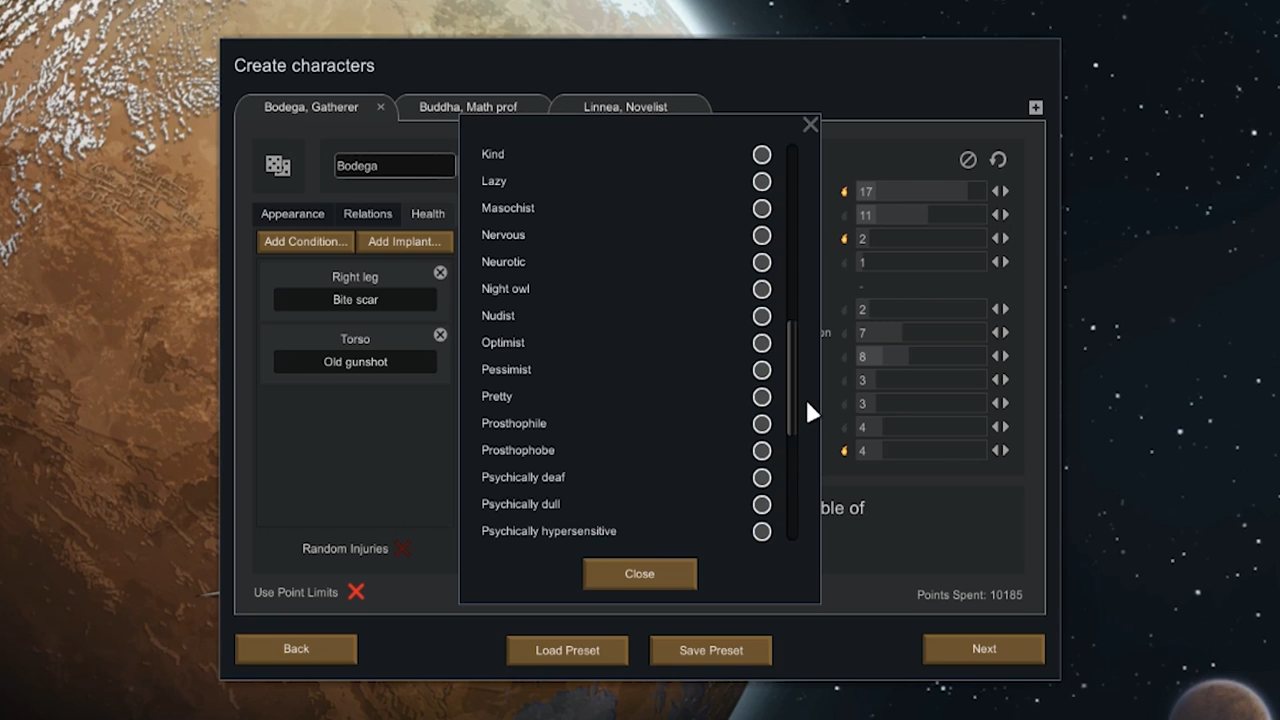 Create characters
Bodega, Gatherer
Buddha, Math prof
Linnea, Novelist
Bodega
Appearance
Relations
Health
Add Condition...
Add Implant...
Right leg
Bite scar
Torso
Old gunshot
Random Injuries
Use Point Limits
Kind
Lazy
Masochist
Nervous
Neurotic
Night owl
Nudist
Optimist
Pessimist
Pretty
Prosthophile
Prosthophobe
Psychically deaf
Psychically dull
Psychically hypersensitive
Close
17
11
2
1
-
2
on
7
8
3
3
4
4
ble of
Points Spent: 10185
Back
Load Preset
Save Preset
Next